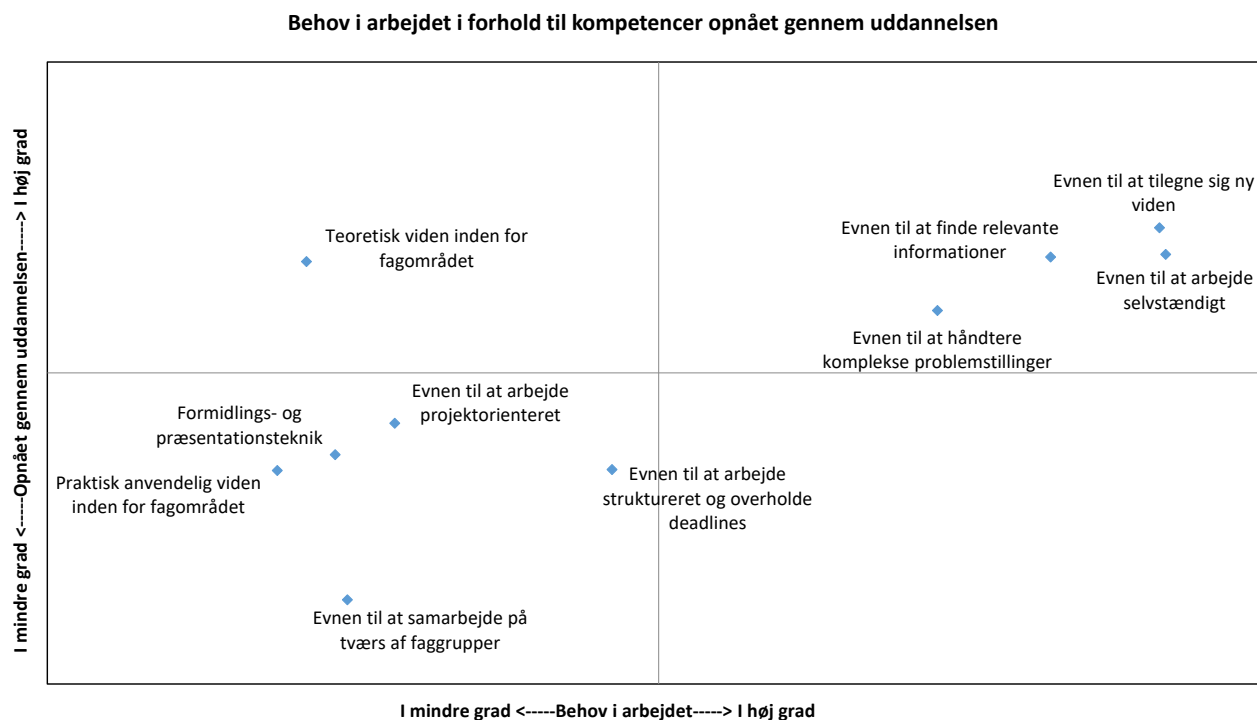 Behov i arbejdet i forhold til kompetencer opnået gennem uddannelsen
I mindre grad <-----Opnået gennem uddannelsen-----> I høj grad
Evnen til at tilegne sig ny
viden
Evnen til at finde relevante
informationer
Teoretisk viden inden for
fagområdet
Evnen til at arbejde
selvstændigt
Evnen til at håndtere
komplekse problemstillinger
Evnen til at arbejde
projektorienteret
Formidlings- og
præsentationsteknik
Praktisk anvendelig viden
inden for fagområdet
Evnen til at arbejde
struktureret og overholde
deadlines
Evnen til at samarbejde på
tværs af faggrupper
I mindre grad <-----Behov i arbejdet-----> I høj grad